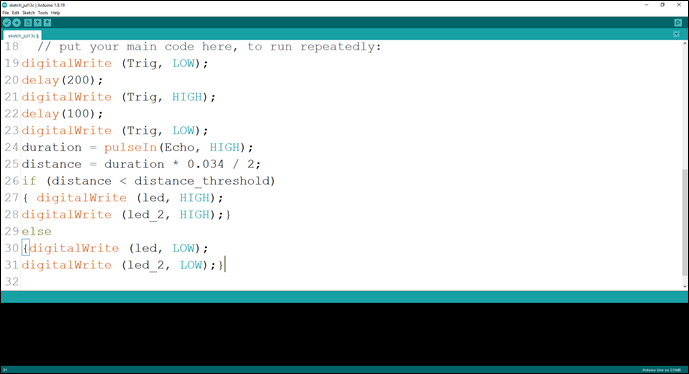 sketch_jul13c | Arduino 1.8.19
File Edit Sketch Tools Help
sketch_jul13c §
18 // put your main code here, to run repeatedly:
19 digitalWrite (Trig, LOW);
20 delay(200);
21 digitalWrite (Trig, HIGH);
22 delay(100);
23 digitalWrite (Trig, LOW);
24 duration = pulseIn(Echo, HIGH);
25 distance = duration * 0.034 / 2;
26 if (distance < distance_threshold)
27 { digitalWrite (led, HIGH);
28 digitalWrite (led_2, HIGH);}
29 else
30 {digitalWrite (led, LOW);
31 digitalWrite (led_2, LOW);}
32
31
Arduino Uno on COM8